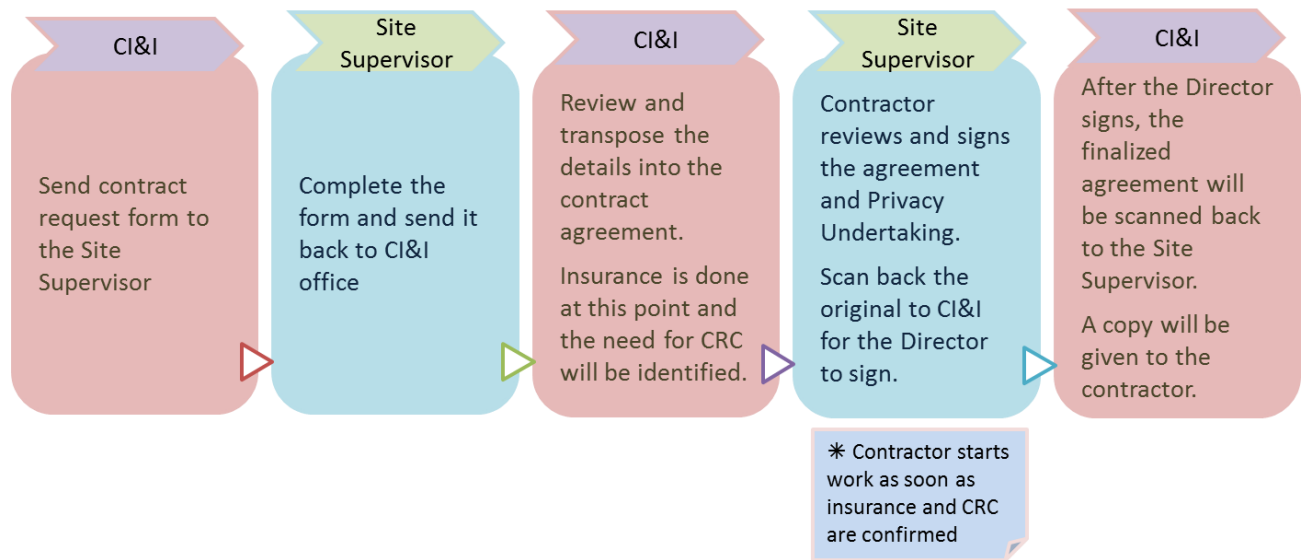 CI&I
Send contract
request form to
the Site
Supervisor
Site
Supervisor
Complete the
form and send it
back to CI&I
office
CI&I
Review and
transpose the
details into the
contract
agreement.
Insurance is done
at this point and
the need for CRC
will be identified.
Site
Supervisor
Contractor
reviews and signs
the agreement
and Privacy
Undertaking.
Scan back the
original to CI&I
for the Director
to sign.
✳ Contractor starts
work as soon as
insurance and CRC
are confirmed
CI&I
After the Director
signs, the
finalized
agreement will
be scanned back
to the Site
Supervisor.
A copy will be
given to the
contractor.